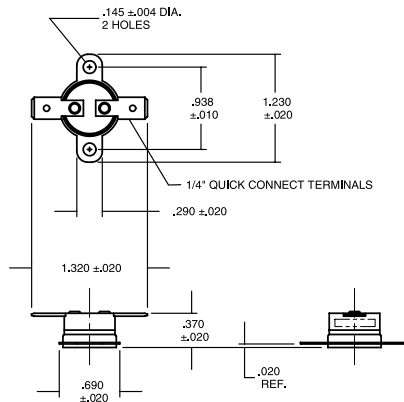 .145 ±.004 DIA.
2 HOLES
.938
±.010
1.230
±.020
1/4" QUICK CONNECT TERMINALS
.290 ±.020
1.320 ±.020
.370
±.020
.020
REF.
.690
±.020